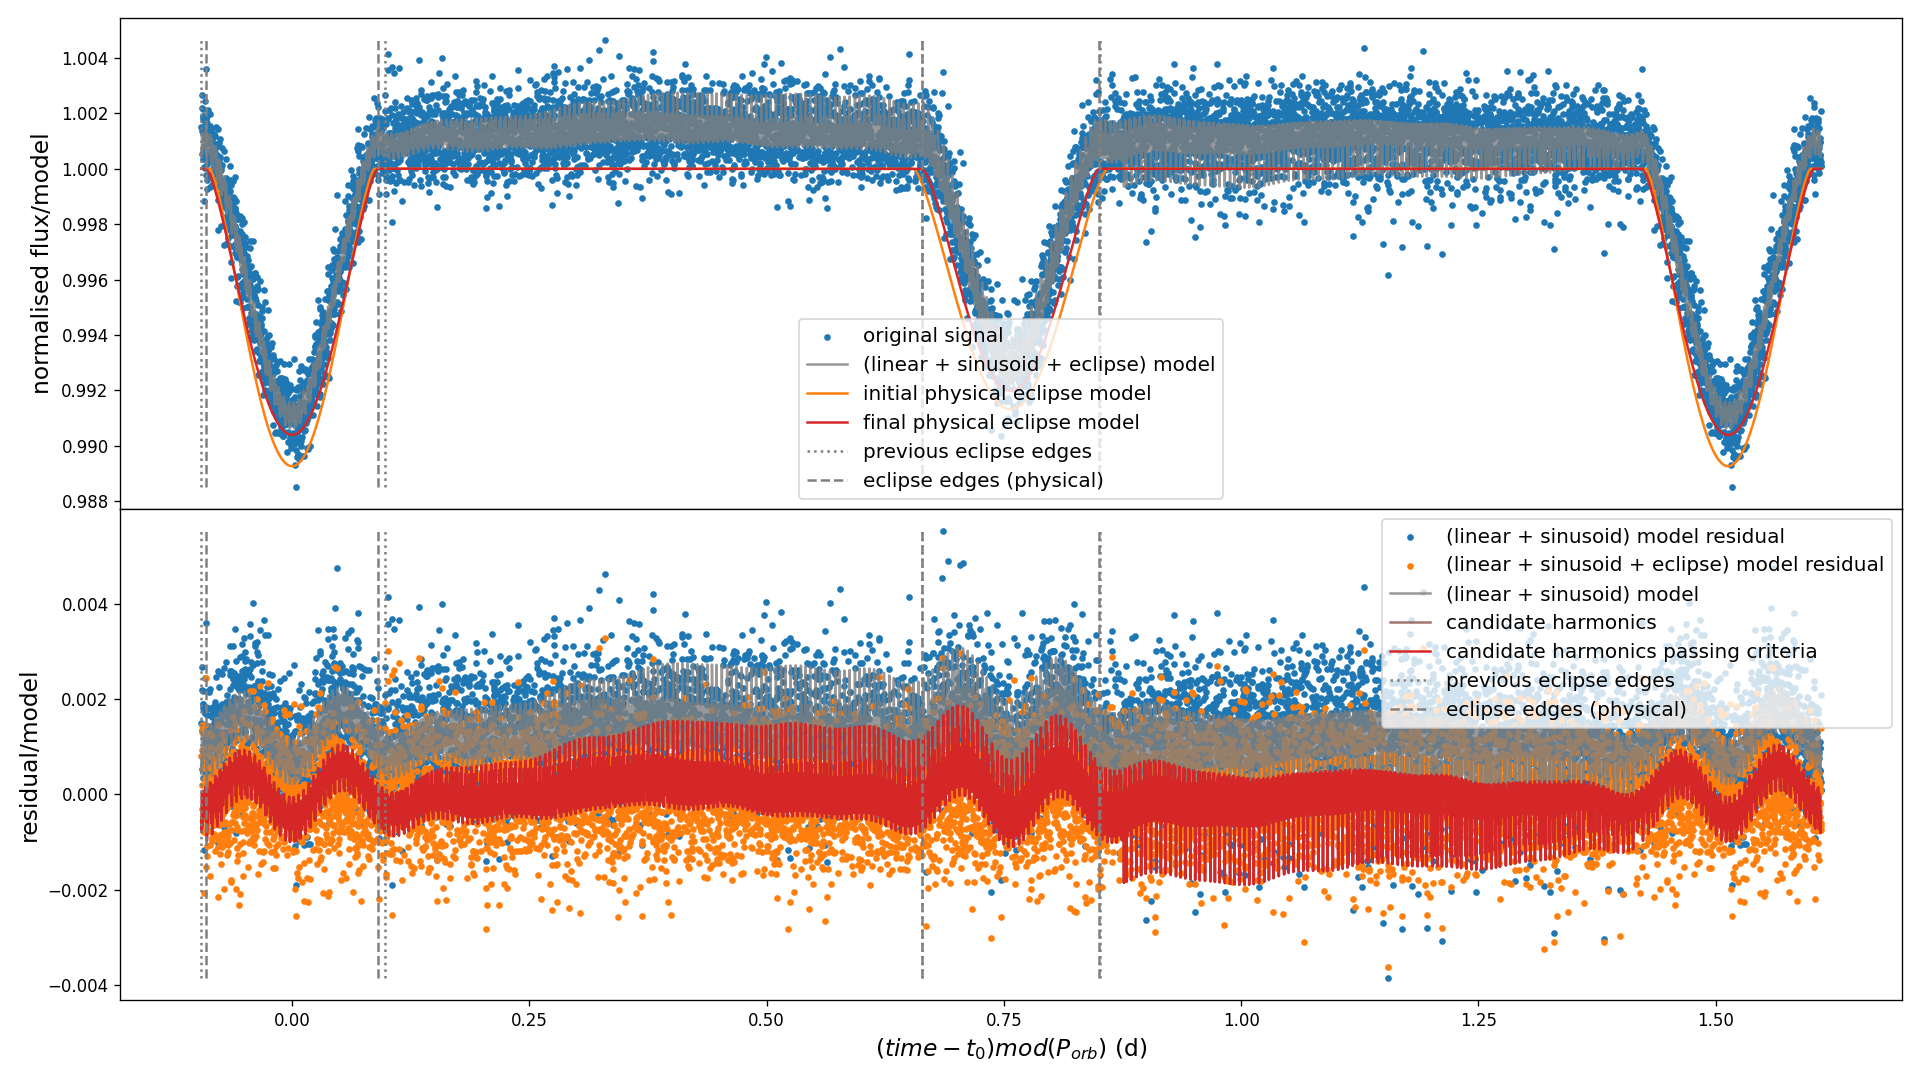 normalised flux/model
1.004
1.002
1.000
0.998
0.996
0.994
0.992
0.990
0.988
original signal
(linear + sinusoid + eclipse) model
initial physical eclipse model
final physical eclipse model
previous eclipse edges
eclipse edges (physical)
residual/model
0.004
0.002
0.000
−0.002
−0.004
(linear + sinusoid) model residual
(linear + sinusoid + eclipse) model residual
(linear + sinusoid) model
candidate harmonics
candidate harmonics passing criteria
previous eclipse edges
eclipse edges (physical)
0.00 0.25 0.50 0.75 1.00 1.25 1.50
(time − t₀)mod(P_orb) (d)